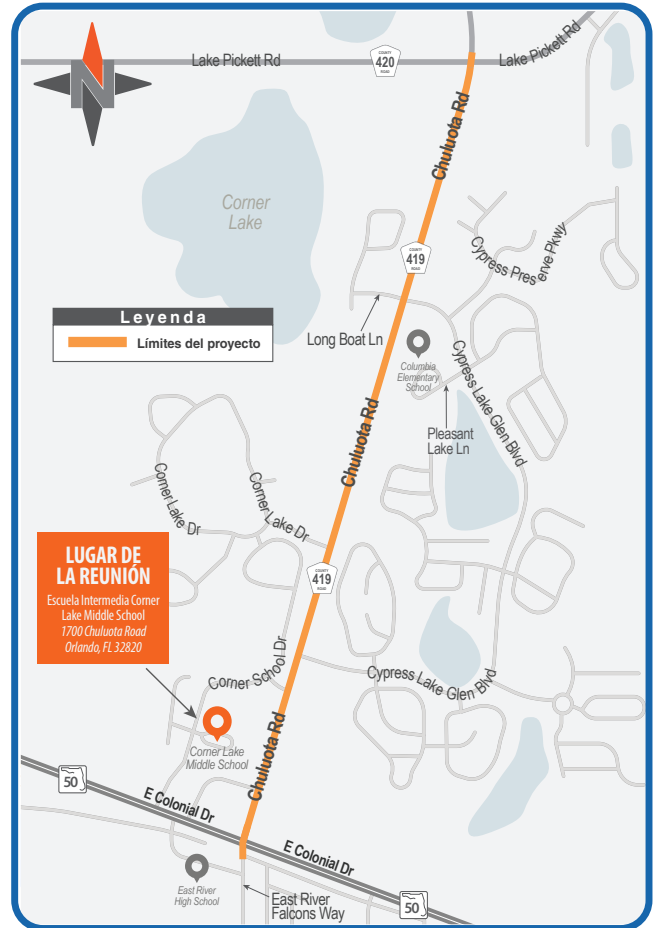 Lake Pickett Rd
COUNTY
420
ROAD
Lake Pickett Rd
N
Chuluota Rd
Corner
Lake
COUNTY
419
ROAD
Cypress Preserve Pkwy
Leyenda
Límites del proyecto
Long Boat Ln
Columbia
Elementary
School
Cypress Lake Glen Blvd
Pleasant
Lake Ln
Chuluota Rd
Corner Lake Dr
Corner Lake Dr
LUGAR DE
LA REUNIÓN
Escuela Intermedia Corner
Lake Middle School
1700 Chuluota Road
Orlando, FL 32820
COUNTY
419
ROAD
Corner School Dr
Cypress Lake Glen Blvd
Corner Lake
Middle School
Chuluota Rd
50
E Colonial Dr
E Colonial Dr
East River
High School
East River
Falcons Way
50